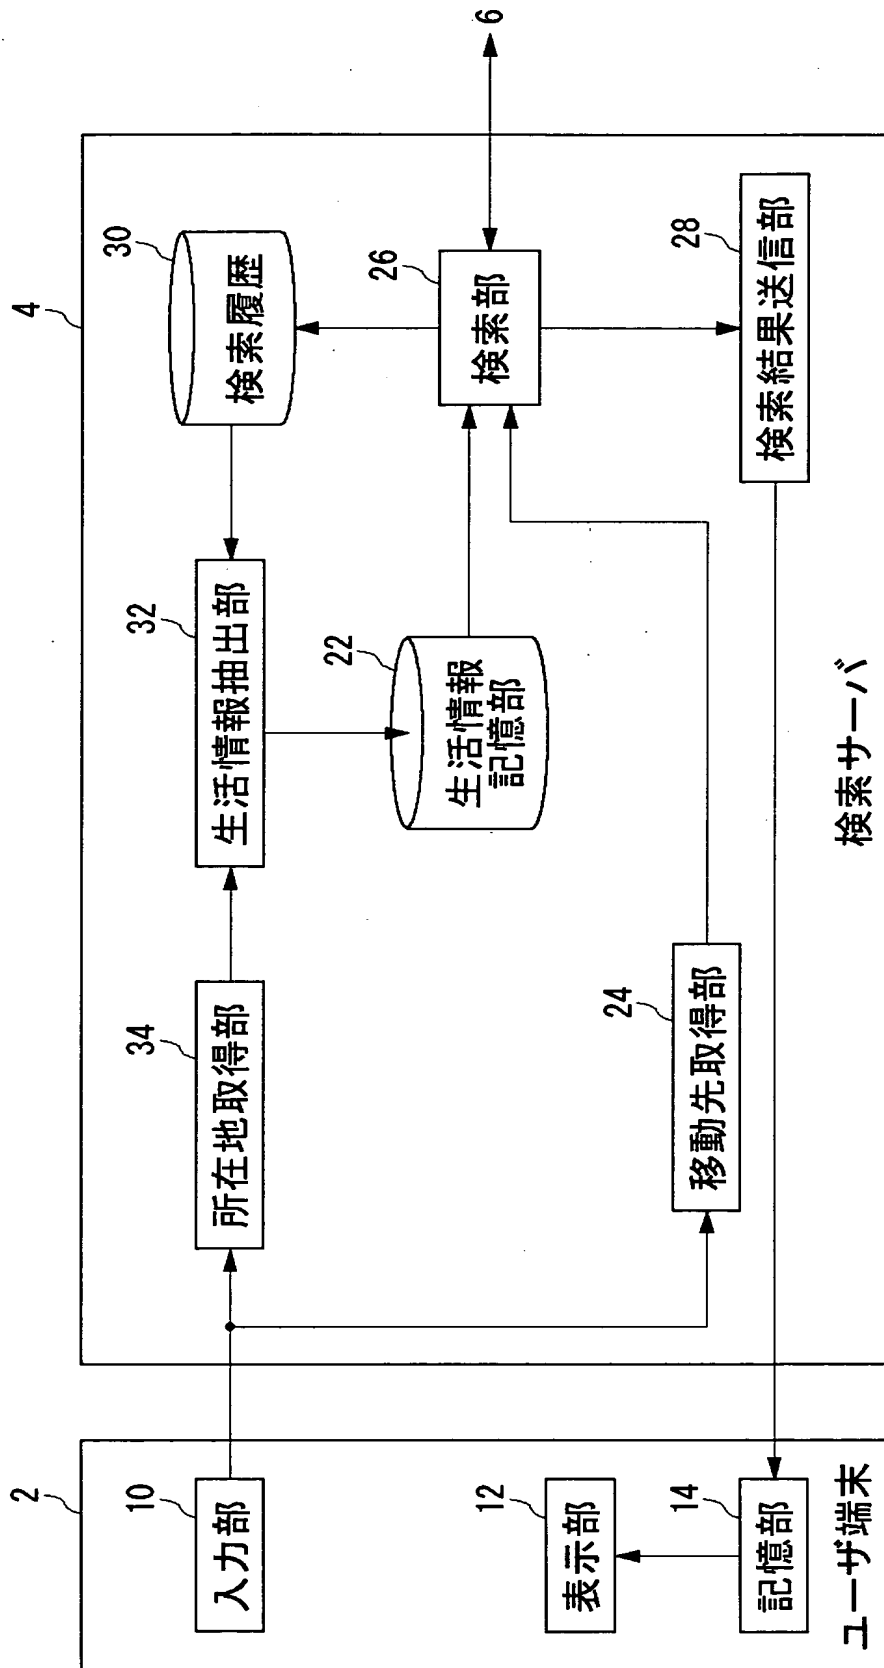 2
10
入力部
12
表示部
14
記憶部
ユーザ端末
4
34
所在地取得部
32
生活情報抽出部
30
検索履歴
22
生活情報
記憶部
26
検索部
6
24
移動先取得部
28
検索結果送信部
検索サーバ